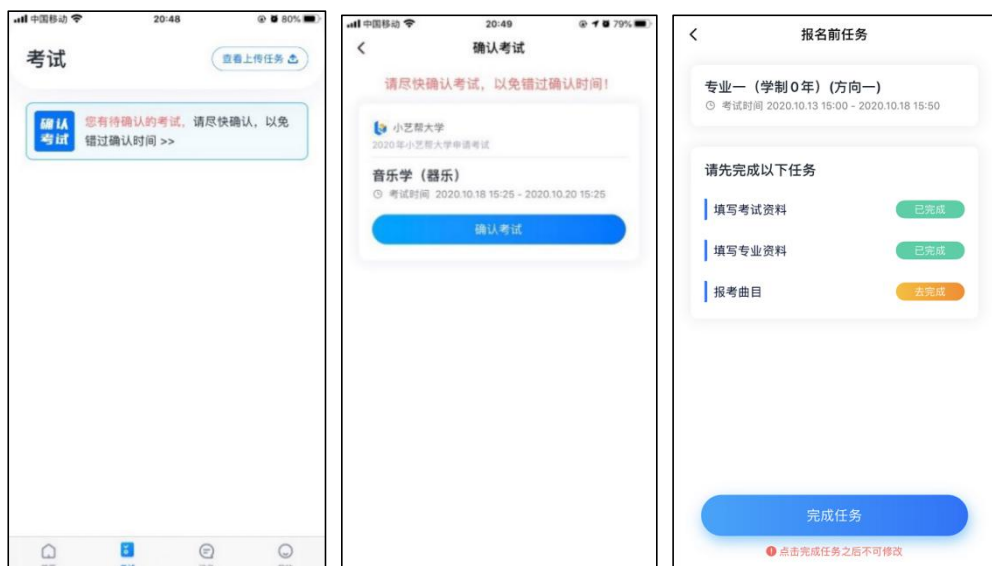 中国移动
20:48
80%
考试
查看上传任务
确认
考试
您有待确认的考试,请尽快确认,以免
错过确认时间 >>
中国移动
20:49
79%
确认考试
请尽快确认考试,以免错过确认时间!
小艺帮大学
2020年小艺帮大学申请考试
音乐学(器乐)
考试时间 2020.10.18 15:25 - 2020.10.20 15:25
确认考试
报名前任务
专业一(学制0年)(方向一)
考试时间 2020.10.13 15:00 - 2020.10.18 15:50
请先完成以下任务
填写考试资料
已完成
填写专业资料
已完成
报考曲目
去完成
完成任务
点击完成任务之后不可修改